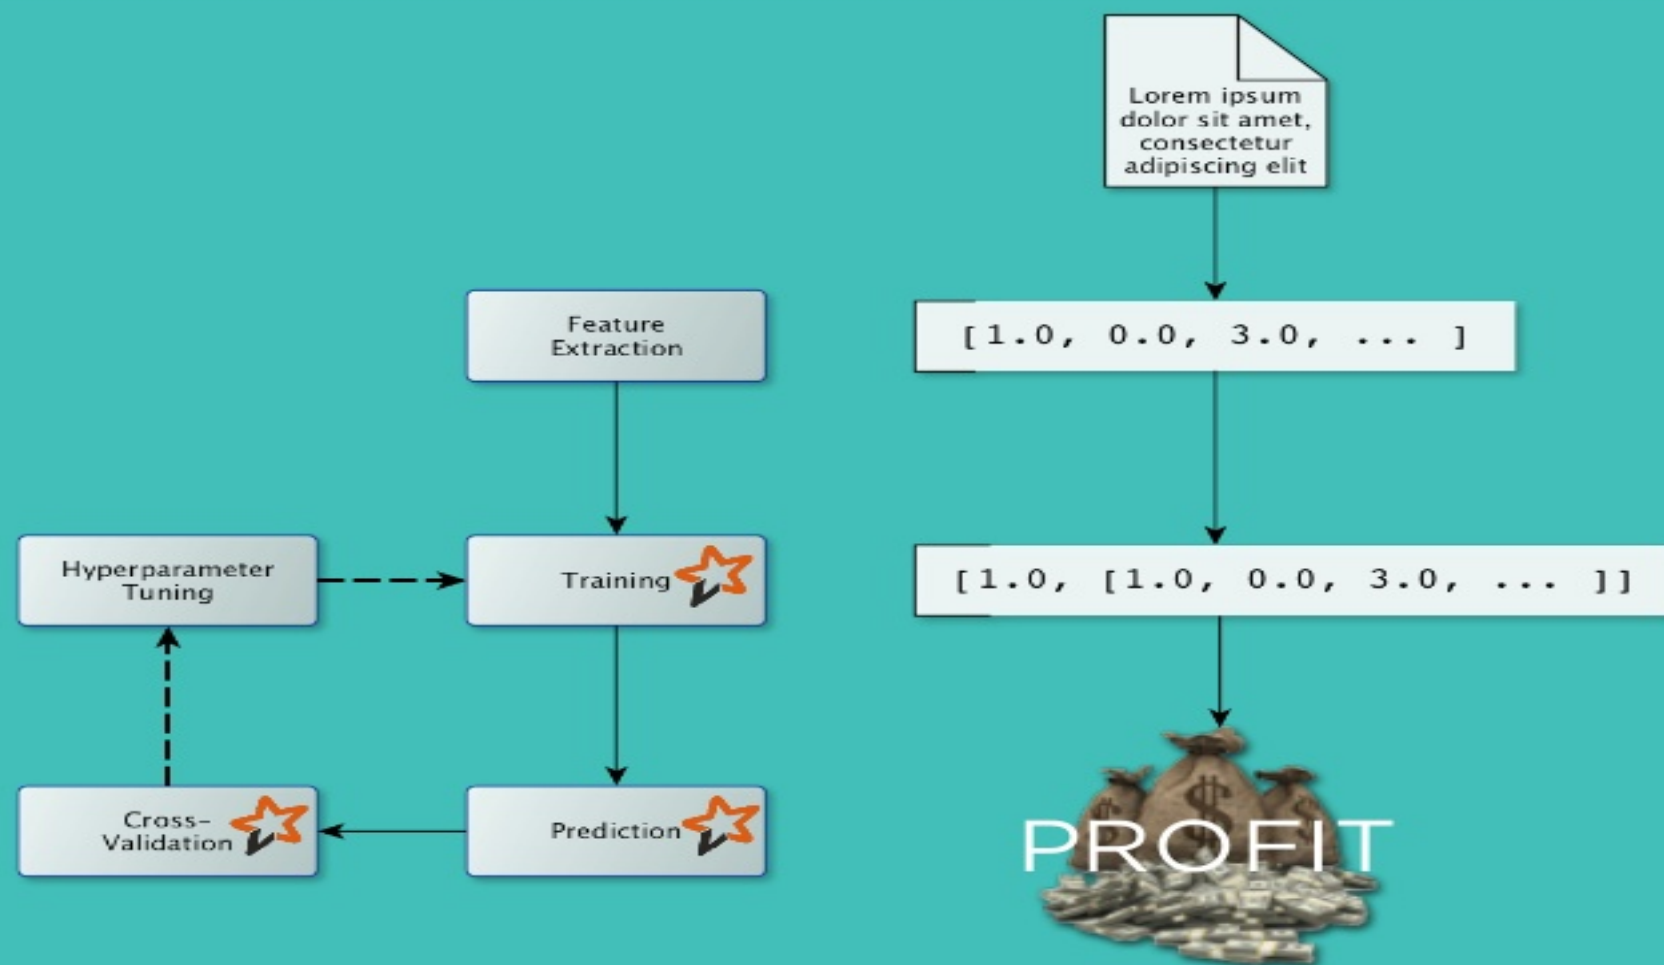 Lorem ipsum
dolor sit amet,
consectetur
adipiscing elit
Feature
Extraction
[1.0, 0.0, 3.0, ... ]
Hyperparameter
Tuning
Training
[1.0, [1.0, 0.0, 3.0, ... ]]
Cross-
Validation
Prediction
PROFIT